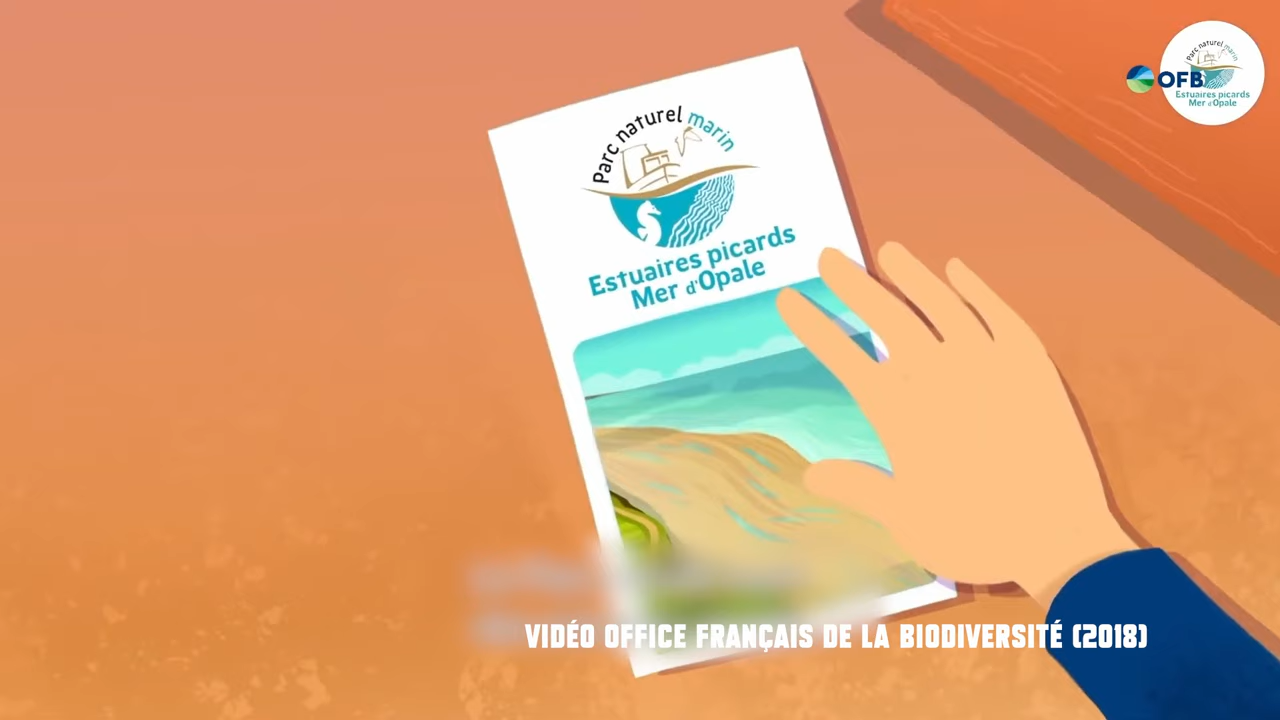 Parc naturel marin
Estuaires picards
Mer d'Opale
OFB
Parc naturel marin
Estuaires picards
Mer d'Opale
VIDÉO OFFICE FRANÇAIS DE LA BIODIVERSITÉ (2018)